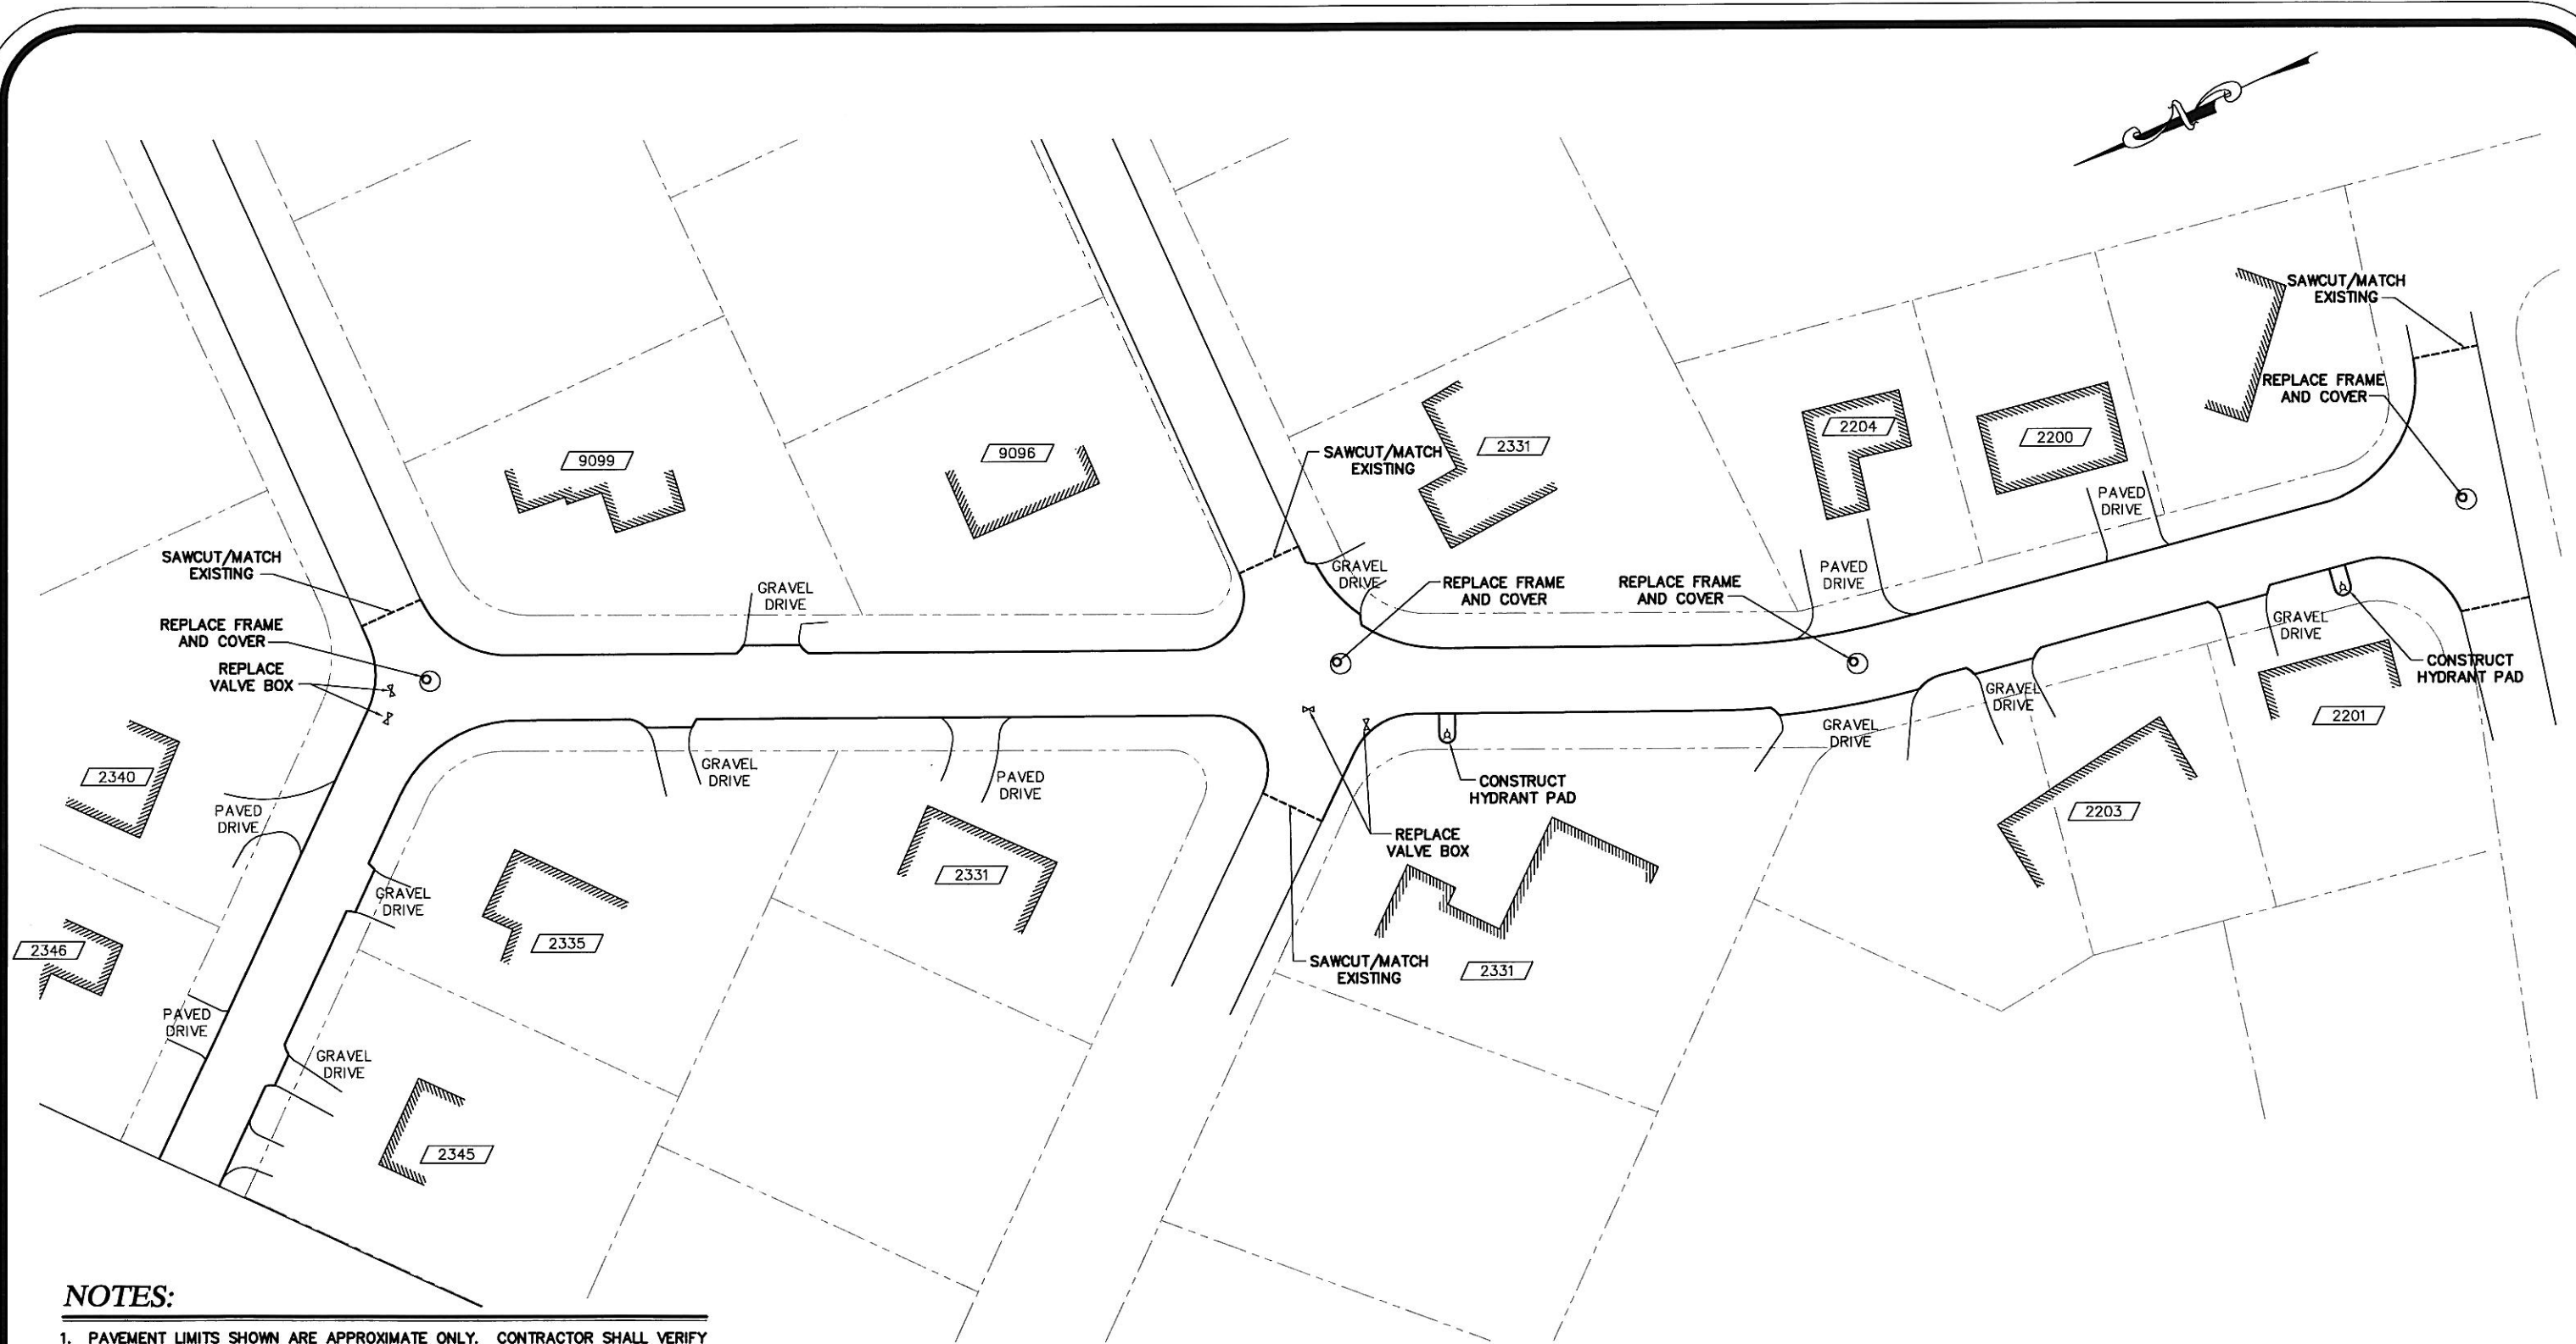 N
SAWCUT/MATCH
EXISTING
REPLACE FRAME
AND COVER
9099
9096
SAWCUT/MATCH
EXISTING
2331
2204
2200
PAVED
DRIVE
SAWCUT/MATCH
EXISTING
REPLACE FRAME
AND COVER
REPLACE
VALVE BOX
GRAVEL
DRIVE
GRAVEL
DRIVE
REPLACE FRAME
AND COVER
REPLACE FRAME
AND COVER
PAVED
DRIVE
GRAVEL
DRIVE
CONSTRUCT
HYDRANT PAD
2201
GRAVEL
DRIVE
GRAVEL
DRIVE
2203
2340
PAVED
DRIVE
GRAVEL
DRIVE
PAVED
DRIVE
CONSTRUCT
HYDRANT PAD
REPLACE
VALVE BOX
2331
GRAVEL
DRIVE
2335
2346
SAWCUT/MATCH
EXISTING
2331
PAVED
DRIVE
GRAVEL
DRIVE
2345
NOTES:
1. PAVEMENT LIMITS SHOWN ARE APPROXIMATE ONLY. CONTRACTOR SHALL VERIFY